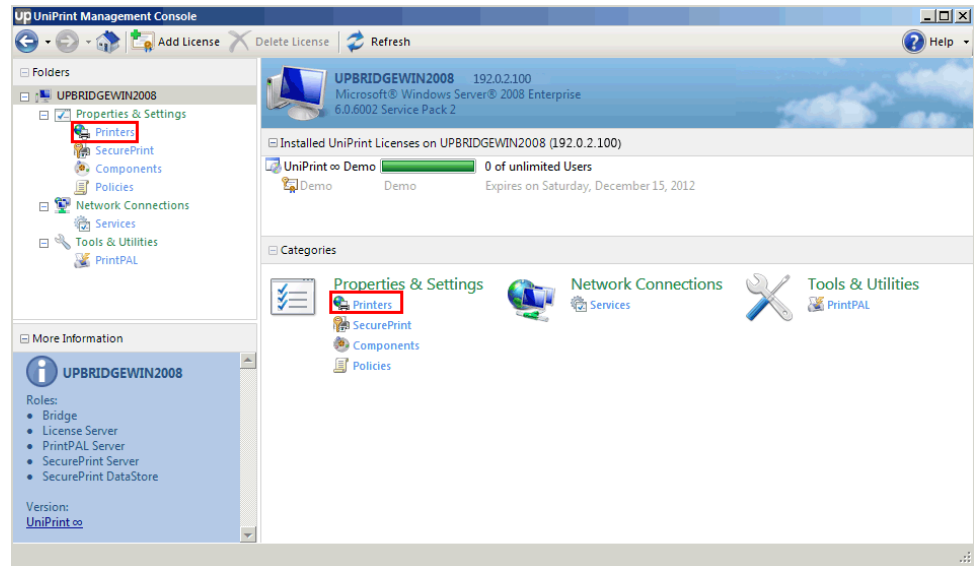 UP UniPrint Management Console
Add License Delete License Refresh Help
Folders
UPBRIDGEWIN2008
Properties & Settings
Printers
SecurePrint
Components
Policies
Network Connections
Services
Tools & Utilities
PrintPAL
More Information
UPBRIDGEWIN2008
Roles:
• Bridge
• License Server
• PrintPAL Server
• SecurePrint Server
• SecurePrint DataStore
Version:
UniPrint ∞
UPBRIDGEWIN2008 192.0.2.100
Microsoft® Windows Server® 2008 Enterprise
6.0.6002 Service Pack 2
Installed UniPrint Licenses on UPBRIDGEWIN2008 (192.0.2.100)
UniPrint ∞ Demo 0 of unlimited Users
Demo Demo Expires on Saturday, December 15, 2012
Categories
Properties & Settings
Printers
SecurePrint
Components
Policies
Network Connections
Services
Tools & Utilities
PrintPAL